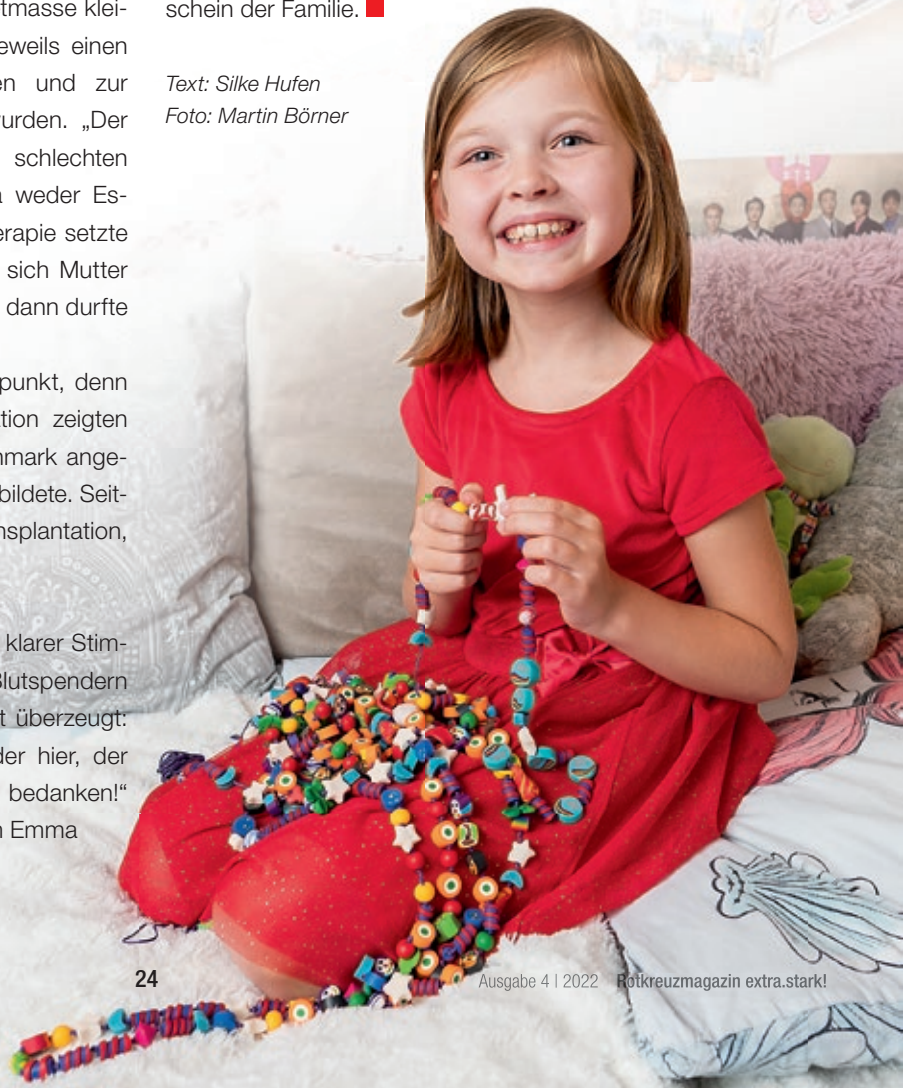 tmasse klei-
eweils einen
en und zur
urden. „Der
schlechten
a weder Es-
erapie setzte
sich Mutter
dann durfte
punkt, denn
tion zeigten
nmark ange-
bildete. Seit-
nsplantation,
klarer Stim-
Blutspendern
t überzeugt:
der hier, der
bedanken!“
n Emma
schein der Familie.
Text: Silke Hufen
Foto: Martin Börner
24
Ausgabe 4 | 2022 Rotkreuzmagazin extra.stark!